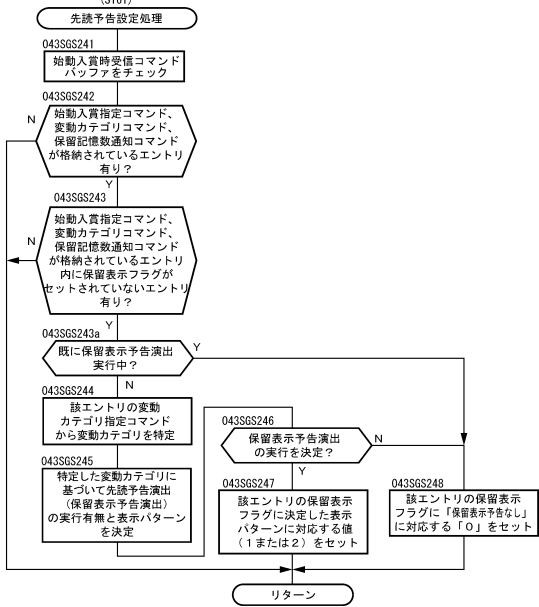 (S701)
先読予告設定処理
043SGS241
始動入賞時受信コマンド
バッファをチェック
043SGS242
始動入賞指定コマンド、
変動カテゴリコマンド、
保留記憶数通知コマンド
が格納されているエントリ
有り？
N
Y
043SGS243
始動入賞指定コマンド、
変動カテゴリコマンド、
保留記憶数通知コマンド
が格納されているエントリ
内に保留表示フラグが
セットされていないエントリ
有り？
N
Y
043SGS243a
既に保留表示予告演出
実行中？
Y
N
043SGS244
該エントリの変動
カテゴリ指定コマンド
から変動カテゴリを特定
043SGS245
特定した変動カテゴリに
基づいて先読予告演出
（保留表示予告演出）
の実行有無と表示パターン
を決定
043SGS246
保留表示予告演出
の実行を決定？
N
Y
043SGS247
該エントリの保留表示
フラグに決定した表示
パターンに対応する値
（１または２）をセット
043SGS248
該エントリの保留表示
フラグに「保留表示予告なし」
に対応する「０」をセット
リターン